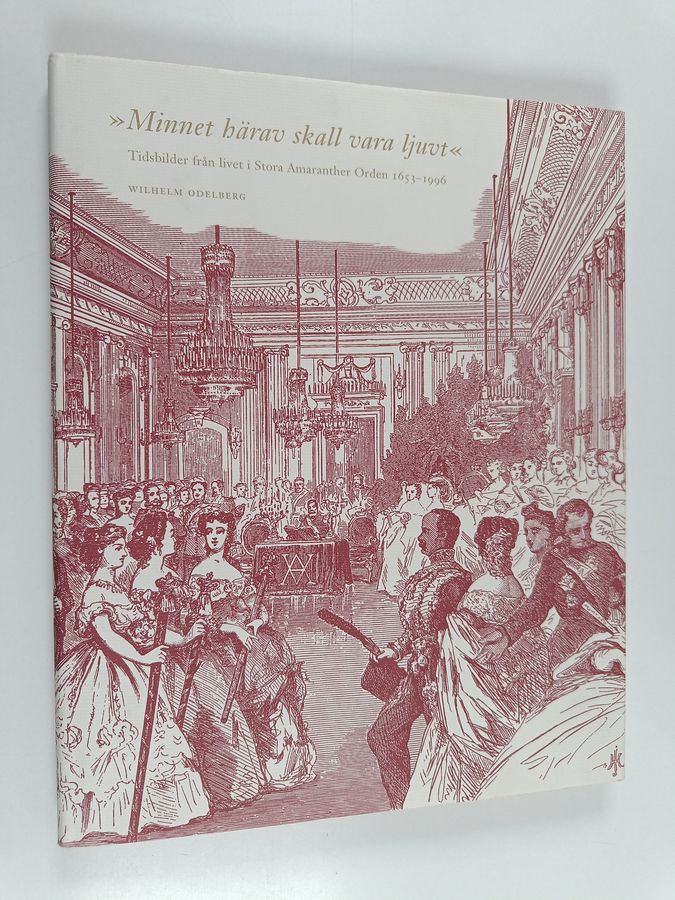 »Minnet härav skall vara ljuvt«
Tidsbilder från livet i Stora Amaranther Orden 1653–1996
WILHELM ODELBERG